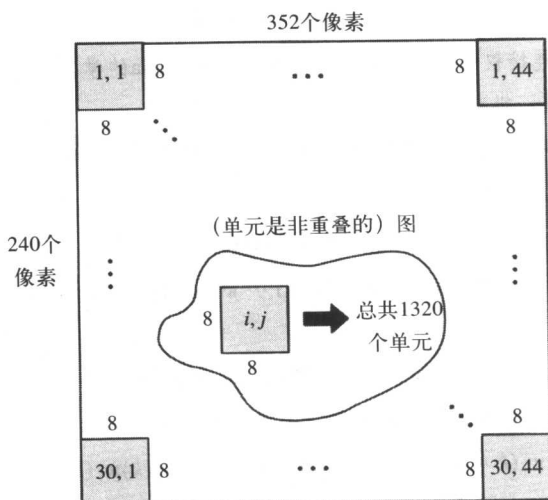 352个像素
1, 1
8
...
8
1, 44
8
8
(单元是非重叠的) 图
240个
像素
8
i, j
总共1320
个单元
8
8
8
30, 1
8
...
8
30, 44